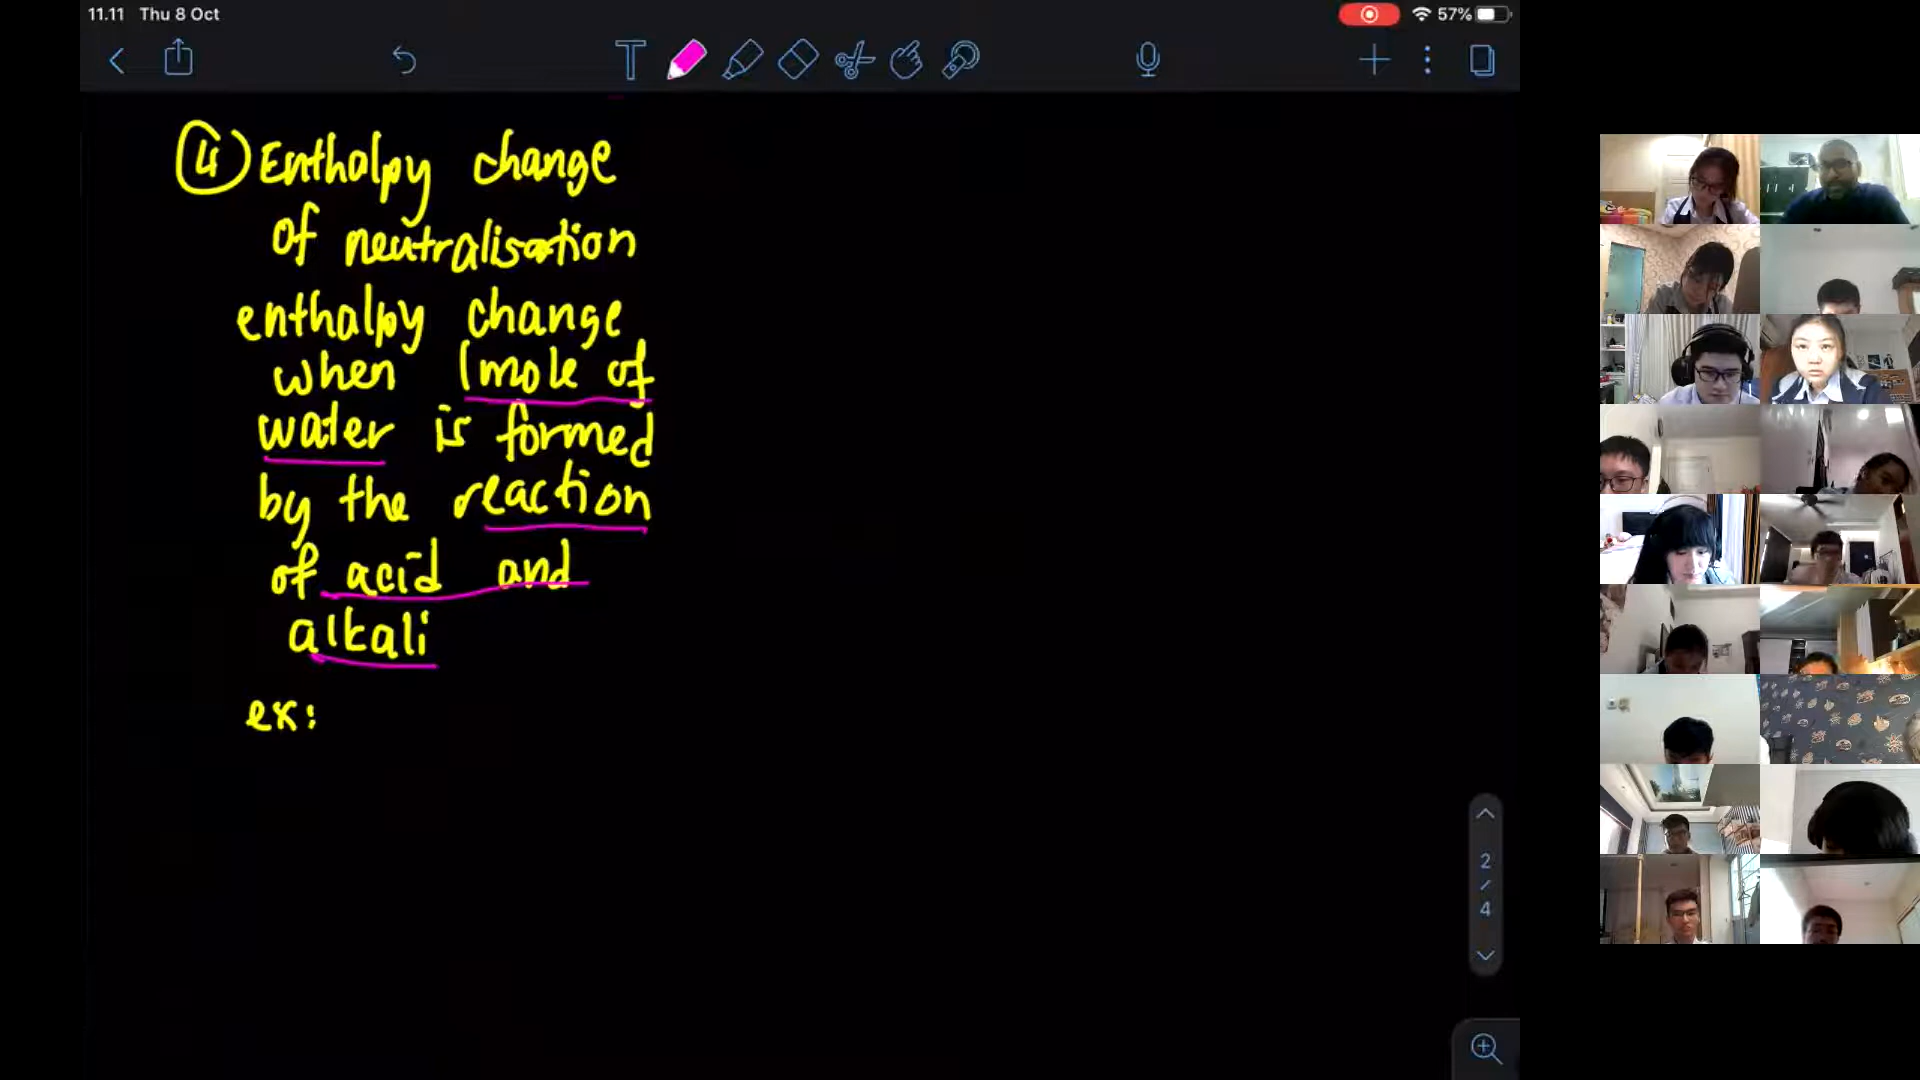 11.11 Thu 8 Oct
57%
④ Enthalpy change
of neutralisation
enthalpy change
when 1 mole of
water is formed
by the reaction
of acid and
alkali
ex:
2
/
4